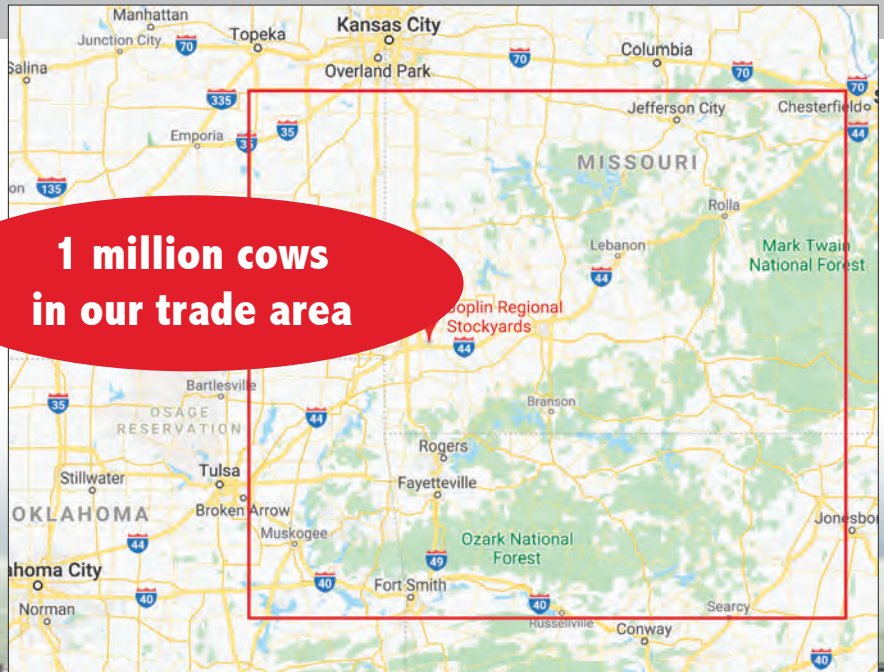 Manhattan
Junction City
70
Topeka
Kansas City
Overland Park
70
Columbia
70
70
Salina
335
Jefferson City
Chesterfield
44
Emporia
35
35
135
MISSOURI
Rolla
Lebanon
44
Mark Twain
National Forest
1 million cows
in our trade area
Joplin Regional
Stockyards
44
Bartlesville
35
OSAGE
RESERVATION
44
Branson
Rogers
Stillwater
Tulsa
Fayetteville
OKLAHOMA
Broken Arrow
Muskogee
Ozark National
Forest
Jonesbor
44
49
ahoma City
40
40
Fort Smith
40
Norman
Russellville
Searcy
Conway
40